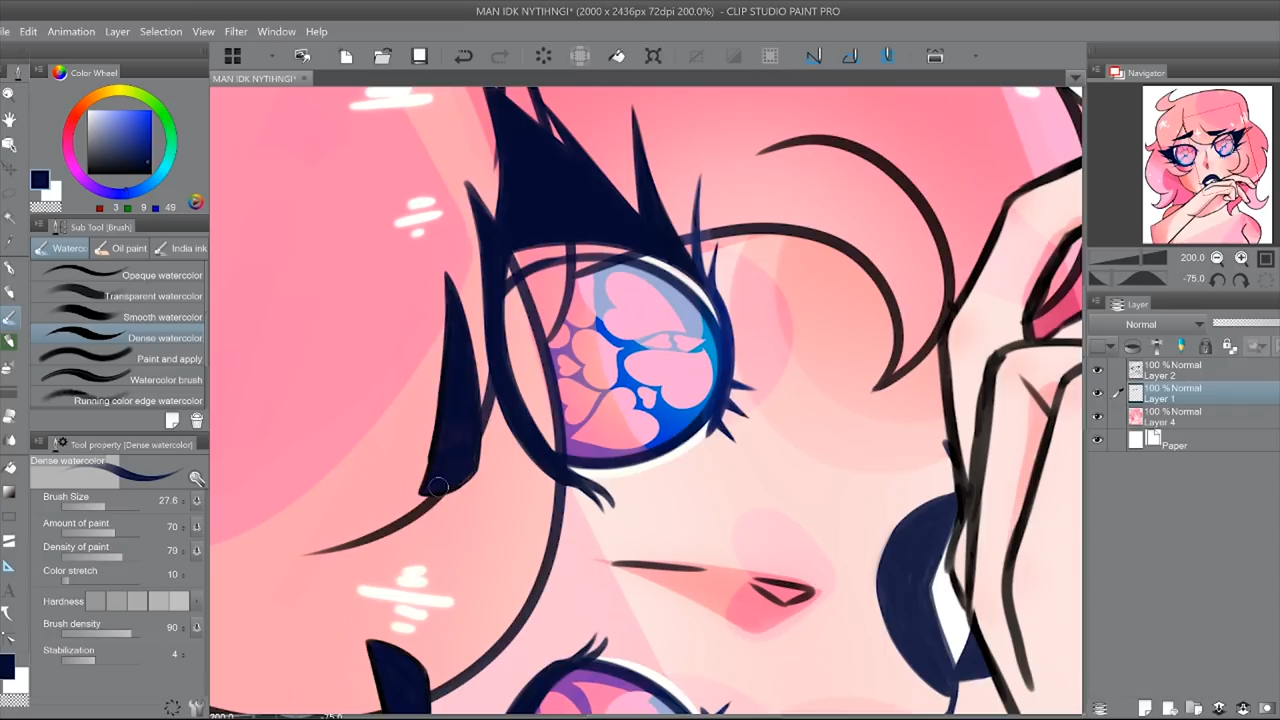 MAN IDK NYTIHNGI* (2000 x 2436px 72dpi 200.0%) - CLIP STUDIO PAINT PRO
ile Edit Animation Layer Selection View Filter Window Help
Color Wheel
MAN IDK NYTIHNGI*
Navigator
3 9 49
Sub Tool [Brush]
Waterco Oil paint India ink
Opaque watercolor
Transparent watercolor
Smooth watercolor
Dense watercolor
Paint and apply
Watercolor brush
Running color edge watercolor
Tool property [Dense watercolor]
Dense watercolor
Brush Size 27.6
Amount of paint 70
Density of paint 79
Color stretch 10
Hardness
Brush density 90
Stabilization 4
200.0
-75.0
Layer
Normal
100 % Normal
Layer 2
100 % Normal
Layer 1
100 % Normal
Layer 4
Paper
200.0 -75.0